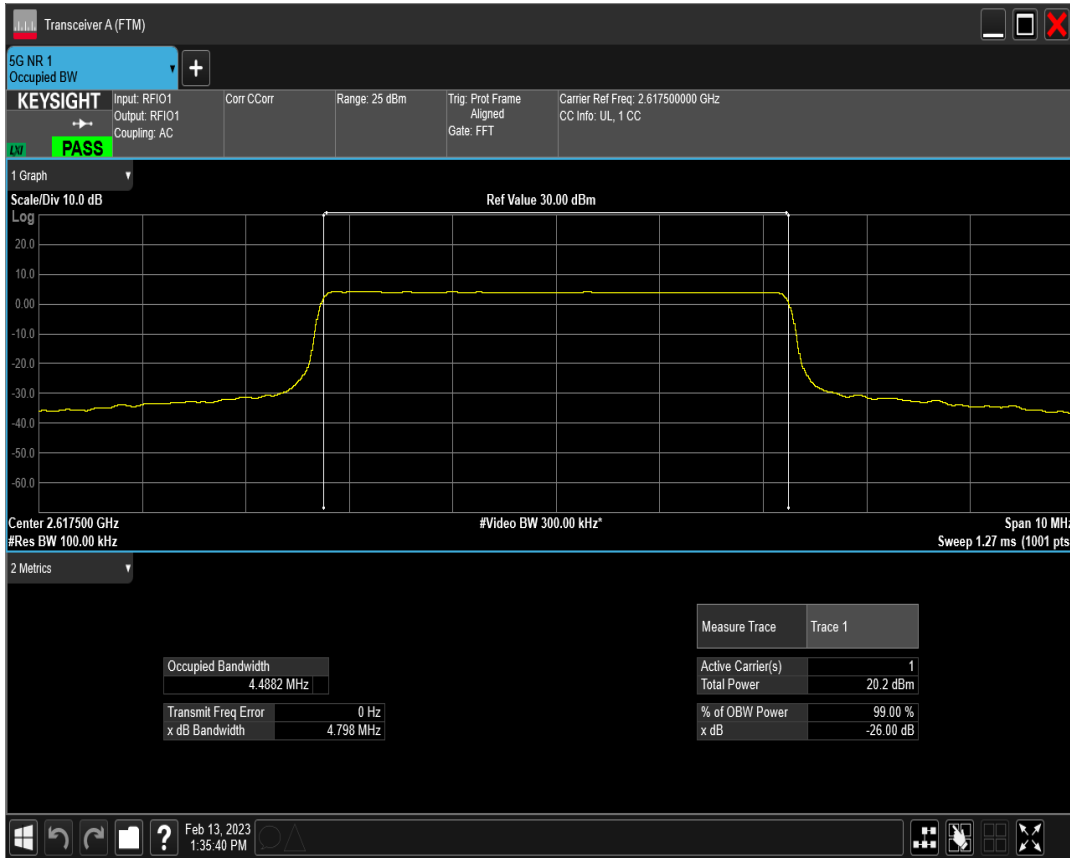 Transceiver A (FTM)
5G NR 1
Occupied BW
+
KEYSIGHT
LXI
PASS
Input: RFIO1
Output: RFIO1
Coupling: AC
Corr CCorr
Range: 25 dBm
Trig: Prot Frame
Aligned
Gate: FFT
Carrier Ref Freq: 2.617500000 GHz
CC Info: UL, 1 CC
1 Graph
Scale/Div 10.0 dB
Ref Value 30.00 dBm
Log
20.0
10.0
0.00
-10.0
-20.0
-30.0
-40.0
-50.0
-60.0
Center 2.617500 GHz
#Video BW 300.00 kHz*
Span 10 MHz
#Res BW 100.00 kHz
Sweep 1.27 ms (1001 pts
2 Metrics
Measure Trace Trace 1
Occupied Bandwidth
4.4882 MHz
Active Carrier(s) 1
Total Power 20.2 dBm
Transmit Freq Error 0 Hz
x dB Bandwidth 4.798 MHz
% of OBW Power 99.00 %
x dB -26.00 dB
?
Feb 13, 2023
1:35:40 PM